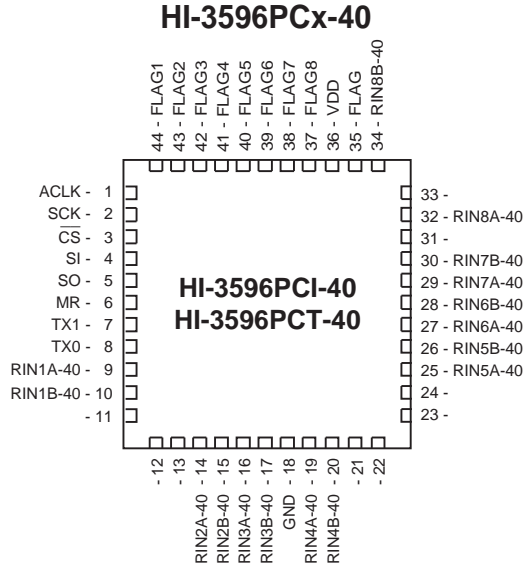 HI-3596PCx-40
44 - FLAG1
43 - FLAG2
42 - FLAG3
41 - FLAG4
40 - FLAG5
39 - FLAG6
38 - FLAG7
37 - FLAG8
36 - VDD
35 - FLAG
34 - RIN8B-40
ACLK - 1
SCK - 2
CS - 3
SI - 4
SO - 5
MR - 6
TX1 - 7
TX0 - 8
RIN1A-40 - 9
RIN1B-40 - 10
- 11
HI-3596PCI-40
HI-3596PCT-40
33 -
32 - RIN8A-40
31 -
30 - RIN7B-40
29 - RIN7A-40
28 - RIN6B-40
27 - RIN6A-40
26 - RIN5B-40
25 - RIN5A-40
24 -
23 -
- 12
- 13
RIN2A-40 - 14
RIN2B-40 - 15
RIN3A-40 - 16
RIN3B-40 - 17
GND - 18
RIN4A-40 - 19
RIN4B-40 - 20
- 21
- 22